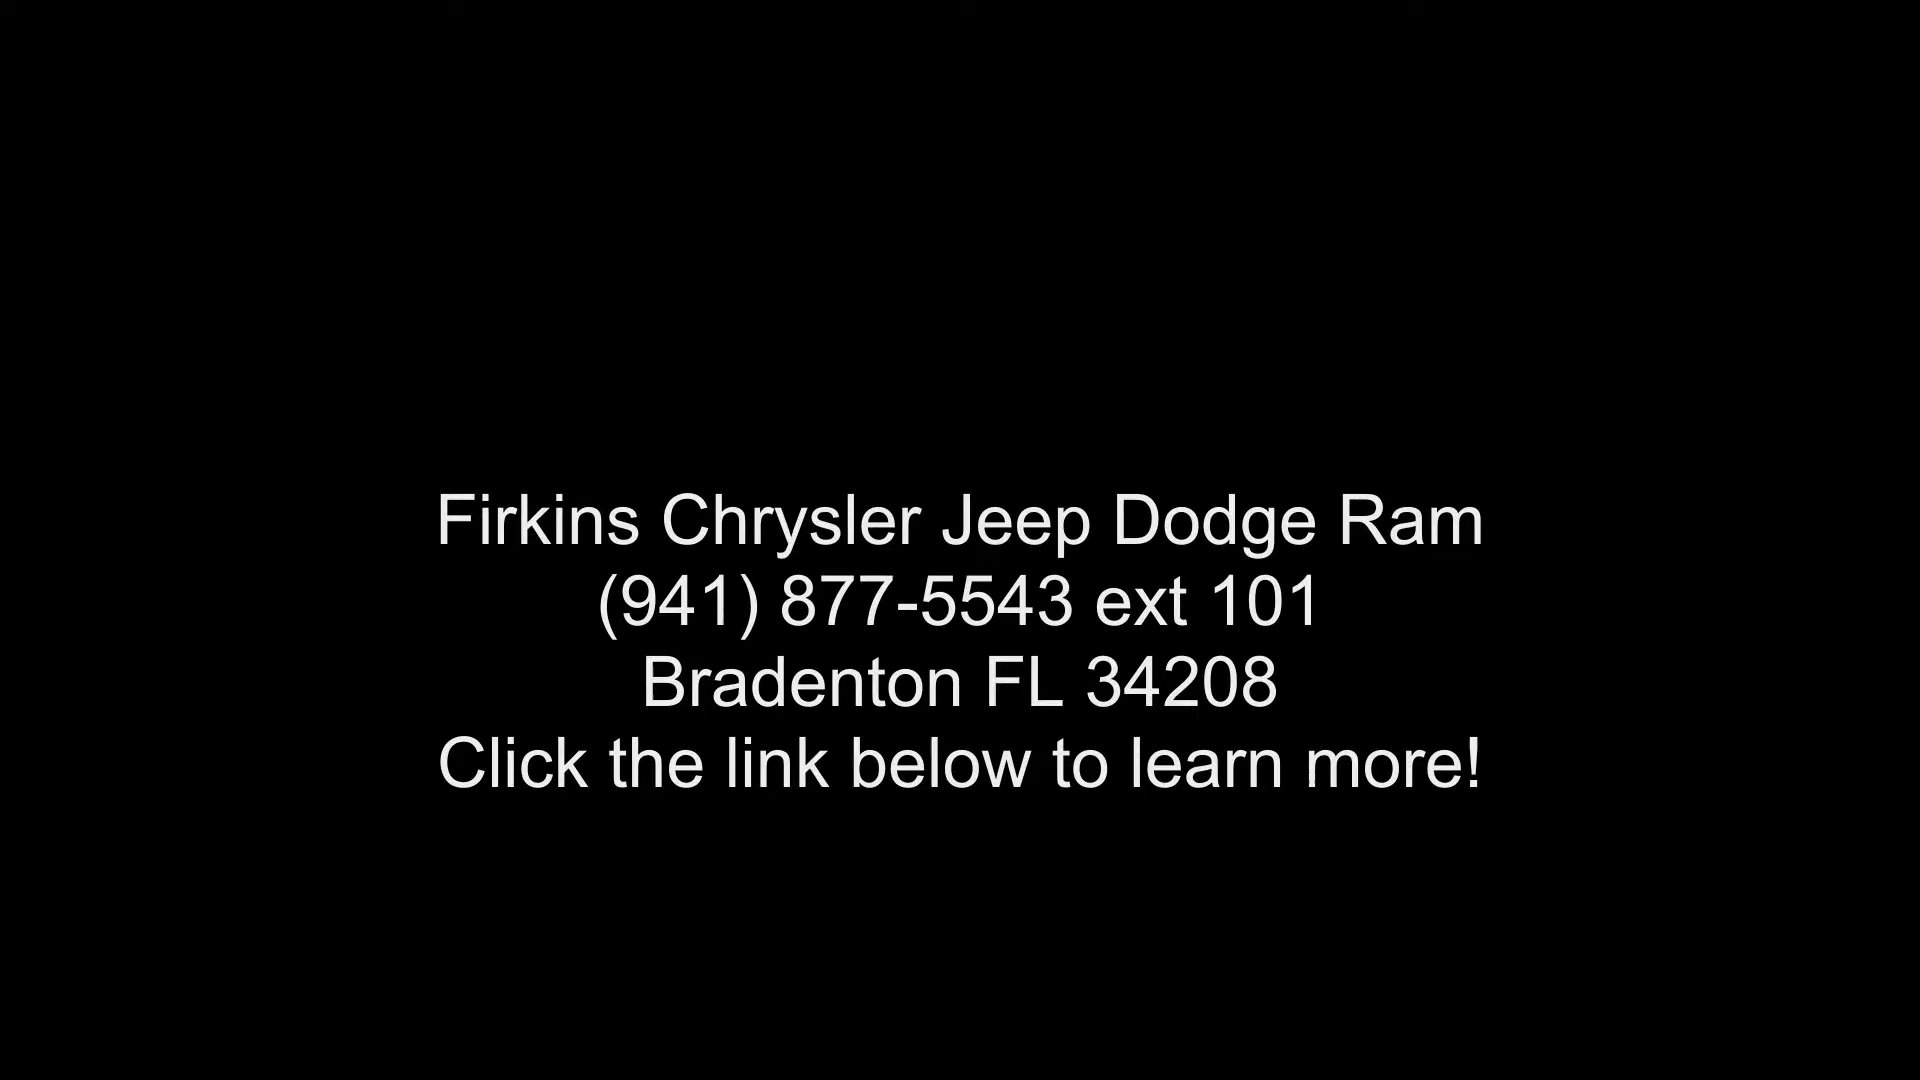 Firkins Chrysler Jeep Dodge Ram
(941) 877-5543 ext 101
Bradenton FL 34208
Click the link below to learn more!